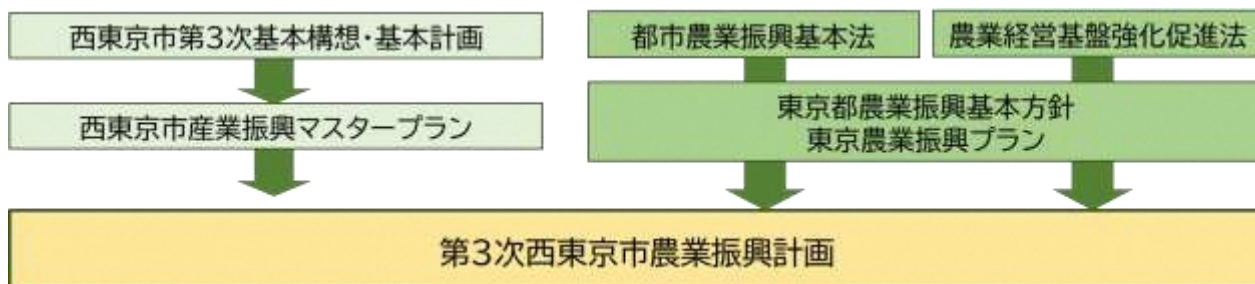 西東京市第3次基本構想・基本計画
都市農業振興基本法
農業経営基盤強化促進法
西東京市産業振興マスタープラン
東京都農業振興基本方針
東京農業振興プラン
第3次西東京市農業振興計画